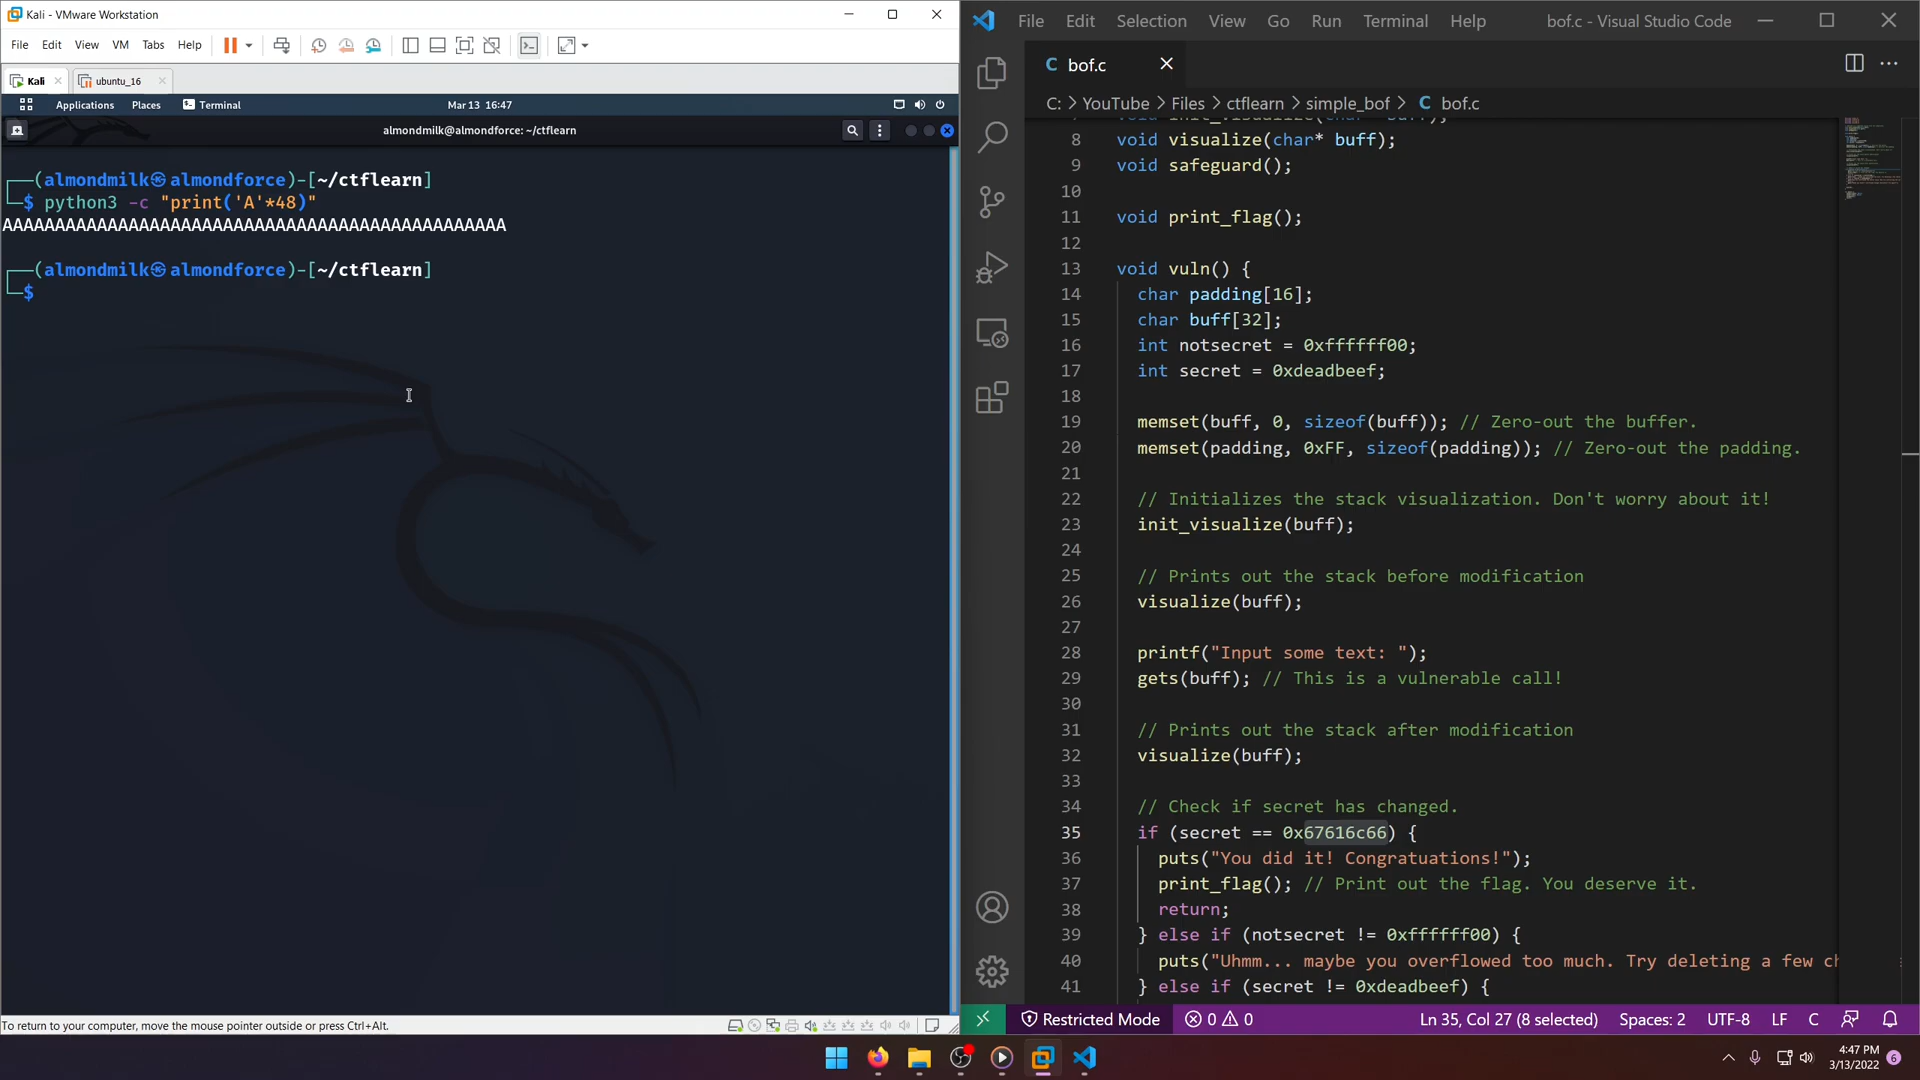 Kali - VMware Workstation
File Edit View VM Tabs Help
Kali ubuntu_16
Applications Places Terminal Mar 13 16:47
almondmilk@almondforce: ~/ctflearn
┌──(almondmilk㉿almondforce)-[~/ctflearn]
└─$ python3 -c "print('A'*48)"
AAAAAAAAAAAAAAAAAAAAAAAAAAAAAAAAAAAAAAAAAAAAAAAA
┌──(almondmilk㉿almondforce)-[~/ctflearn]
└─$
To return to your computer, move the mouse pointer outside or press Ctrl+Alt.
File Edit Selection View Go Run Terminal Help bof.c - Visual Studio Code
C bof.c
C: > YouTube > Files > ctflearn > simple_bof > C bof.c
8 void visualize(char* buff);
9 void safeguard();
10
11 void print_flag();
12
13 void vuln() {
14 char padding[16];
15 char buff[32];
16 int notsecret = 0xffffff00;
17 int secret = 0xdeadbeef;
18
19 memset(buff, 0, sizeof(buff)); // Zero-out the buffer.
20 memset(padding, 0xFF, sizeof(padding)); // Zero-out the padding.
21
22 // Initializes the stack visualization. Don't worry about it!
23 init_visualize(buff);
24
25 // Prints out the stack before modification
26 visualize(buff);
27
28 printf("Input some text: ");
29 gets(buff); // This is a vulnerable call!
30
31 // Prints out the stack after modification
32 visualize(buff);
33
34 // Check if secret has changed.
35 if (secret == 0x67616c66) {
36 puts("You did it! Congratuations!");
37 print_flag(); // Print out the flag. You deserve it.
38 return;
39 } else if (notsecret != 0xffffff00) {
40 puts("Uhmm... maybe you overflowed too much. Try deleting a few ch
41 } else if (secret != 0xdeadbeef) {
Restricted Mode 0 0 Ln 35, Col 27 (8 selected) Spaces: 2 UTF-8 LF C
4:47 PM
3/13/2022 6